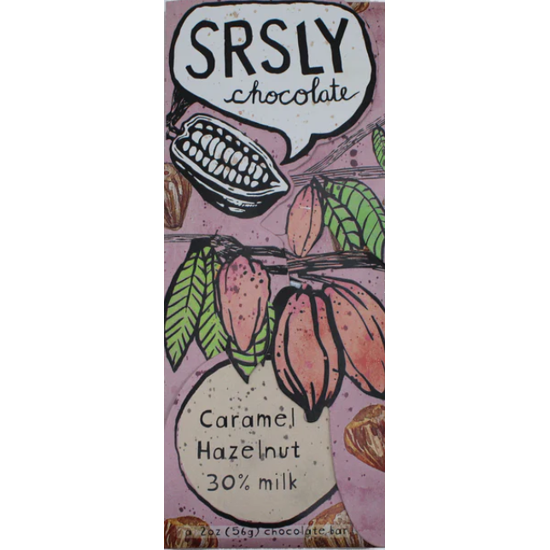 SRSLY
chocolate
Caramel
Hazelnut
30% milk
a 2oz (56g) chocolate bar